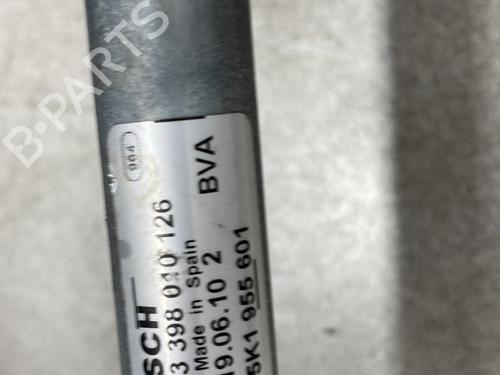 B-PARTS
964
SCH
3 398 010 126
Made in Spain
19.06.10 2 BVA
5K1 955 601